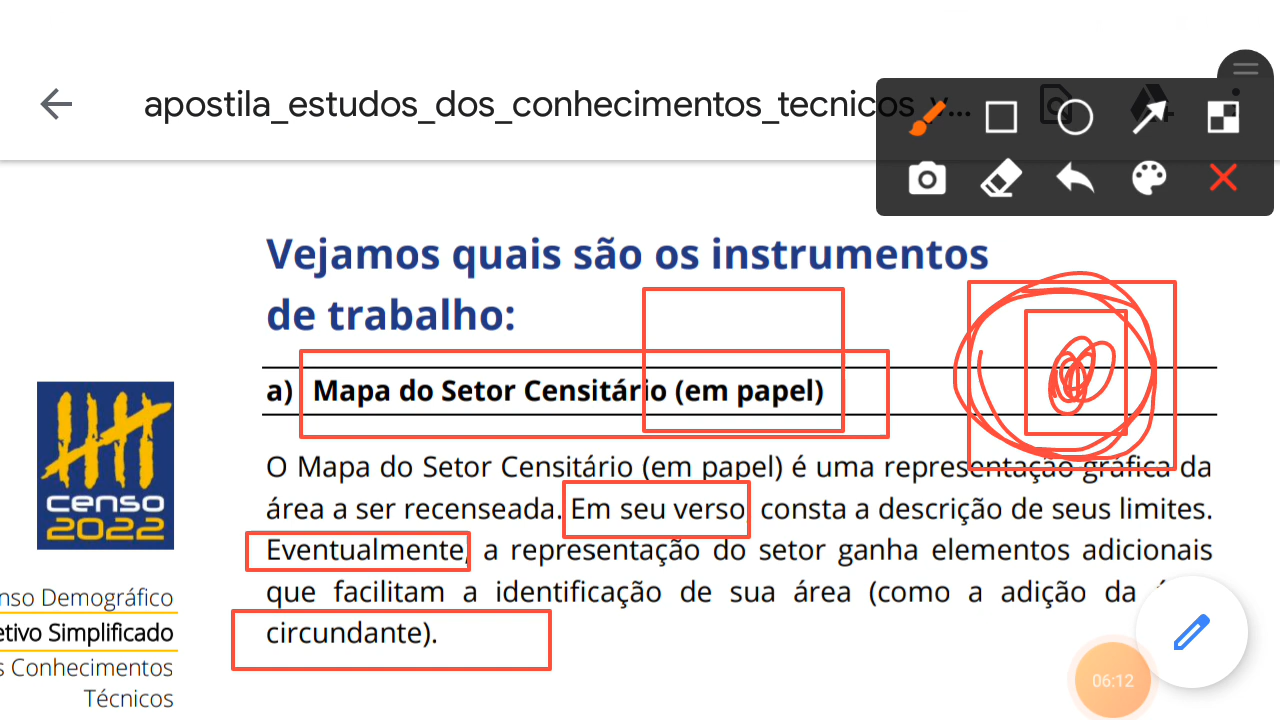 apostila_estudos_dos_conhecimentos_tecnicos_v...
Vejamos quais são os instrumentos
de trabalho:
a) Mapa do Setor Censitário (em papel)
O Mapa do Setor Censitário (em papel) é uma representação gráfica da
área a ser recenseada. Em seu verso, consta a descrição de seus limites.
Eventualmente, a representação do setor ganha elementos adicionais
que facilitam a identificação de sua área (como a adição da
circundante).
censo
2022
nso Demográfico
etivo Simplificado
s Conhecimentos
Técnicos
06:12